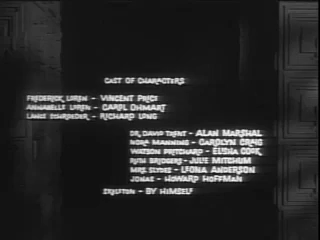 CAST OF CHARACTERS
FREDERICK LOREN - VINCENT PRICE
ANNABELLE LOREN - CAROL OHMART
LANCE SCHROEDER - RICHARD LONG
DR. DAVID TRENT - ALAN MARSHAL
NORA MANNING - CAROLYN CRAIG
WATSON PRITCHARD - ELISHA COOK
RUTH BRIDGERS - JULIE MITCHUM
MRS. SLYDES - LEONA ANDERSON
JONAS - HOWARD HOFFMAN
SKELETON - BY HIMSELF